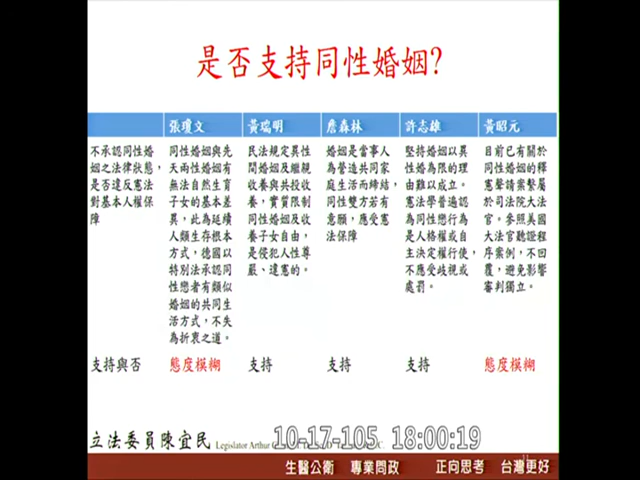 是否支持同性婚姻?
張瓊文
黃瑞明
詹森林
許志雄
黃昭元
不承認同性婚
姻之法律狀態,
是否違反憲法
對基本人權保
障
同性婚姻與先
天兩性婚姻有
無法自然生育
子女的基本差
異,此為延續
人類生存根本
方式,德國以
特別法承認同
性戀者有類似
婚姻的共同生
活方式,不失
為折衷之道。
民法規定異性
間婚姻及繼親
收養與共投收
養,實質限制
同性婚姻及收
養子女自由,
是侵犯人性尊
嚴、違憲的。
婚姻是當事人
為營造共同家
庭生活而締結,
同性雙方若有
意願,應受憲
法保障
堅持婚姻以異
性為限的理
由難以成立。
憲法學普遍認
為同性戀行為
是人格權或自
主決定權行使,
不應受歧視或
處罰。
目前已有關於
同性婚姻的釋
憲聲請案繫屬
於司法院大法
官。參照美國
大法官聽證程
序案例,不回
覆,避免影響
審判獨立。
支持與否
態度模糊
支持
支持
支持
態度模糊
立法委員陳宜民 Legislator Arthur
10-17-105 18:00:19
生醫公衛 專業問政 正向思考 台灣更好